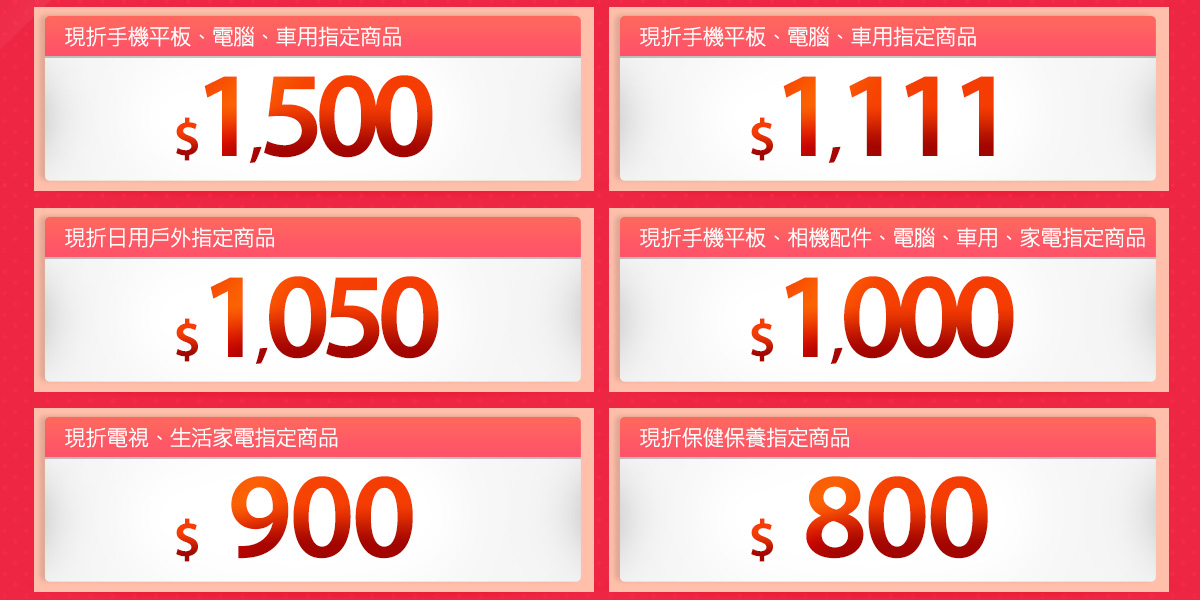 現折手機平板、電腦、車用指定商品
$1,500
現折手機平板、電腦、車用指定商品
$1,111
現折日用戶外指定商品
$1,050
現折手機平板、相機配件、電腦、車用、家電指定商品
$1,000
現折電視、生活家電指定商品
$ 900
現折保健保養指定商品
$ 800